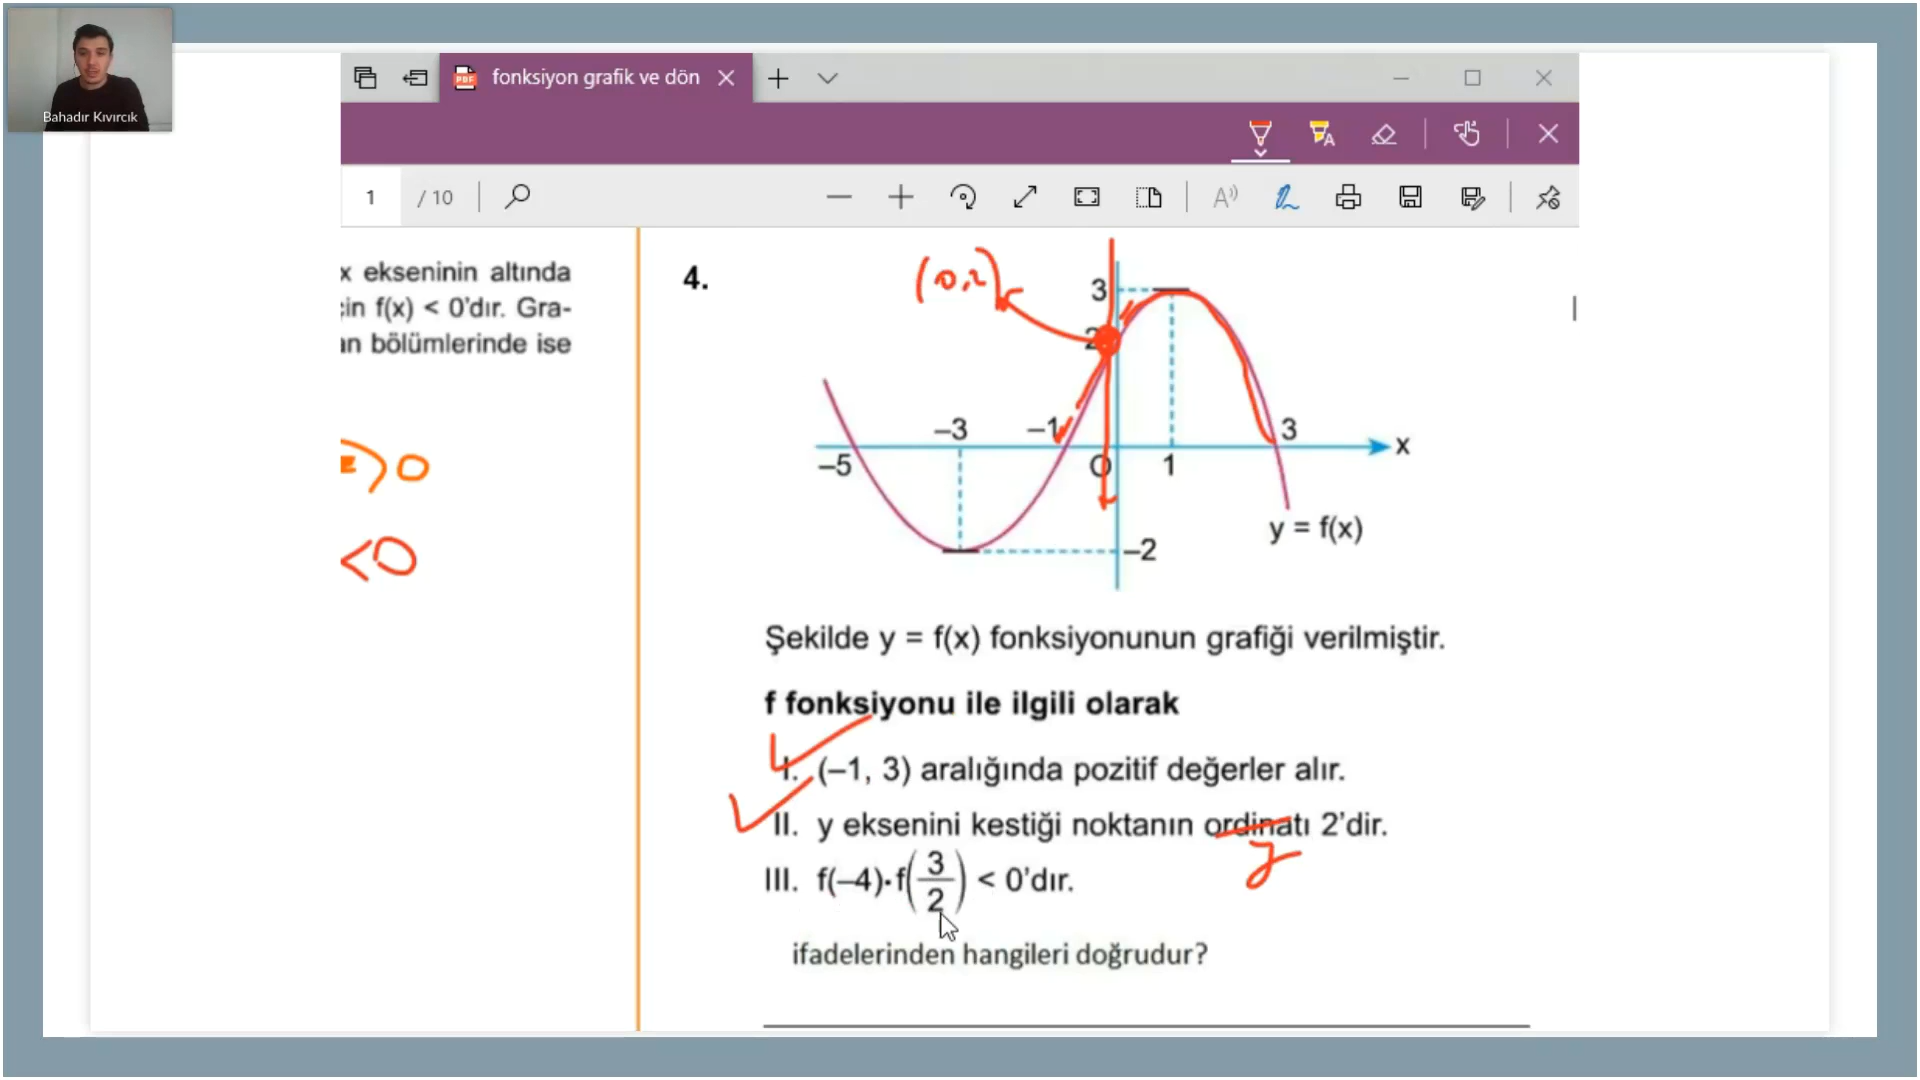 Bahadır Kıvırcık
fonksiyon grafik ve dön
1 / 10
x ekseninin altında
çin f(x) < 0'dır. Gra-
an bölümlerinde ise
>0
<0
4.
(0,2)
3
2
–3
–1
3
x
–5
O
1
–2
y = f(x)
Şekilde y = f(x) fonksiyonunun grafiği verilmiştir.
f fonksiyonu ile ilgili olarak
I. (–1, 3) aralığında pozitif değerler alır.
II. y eksenini kestiği noktanın ordinatı 2'dir.
y
III. f(–4)·f(3/2) < 0'dır.
ifadelerinden hangileri doğrudur?